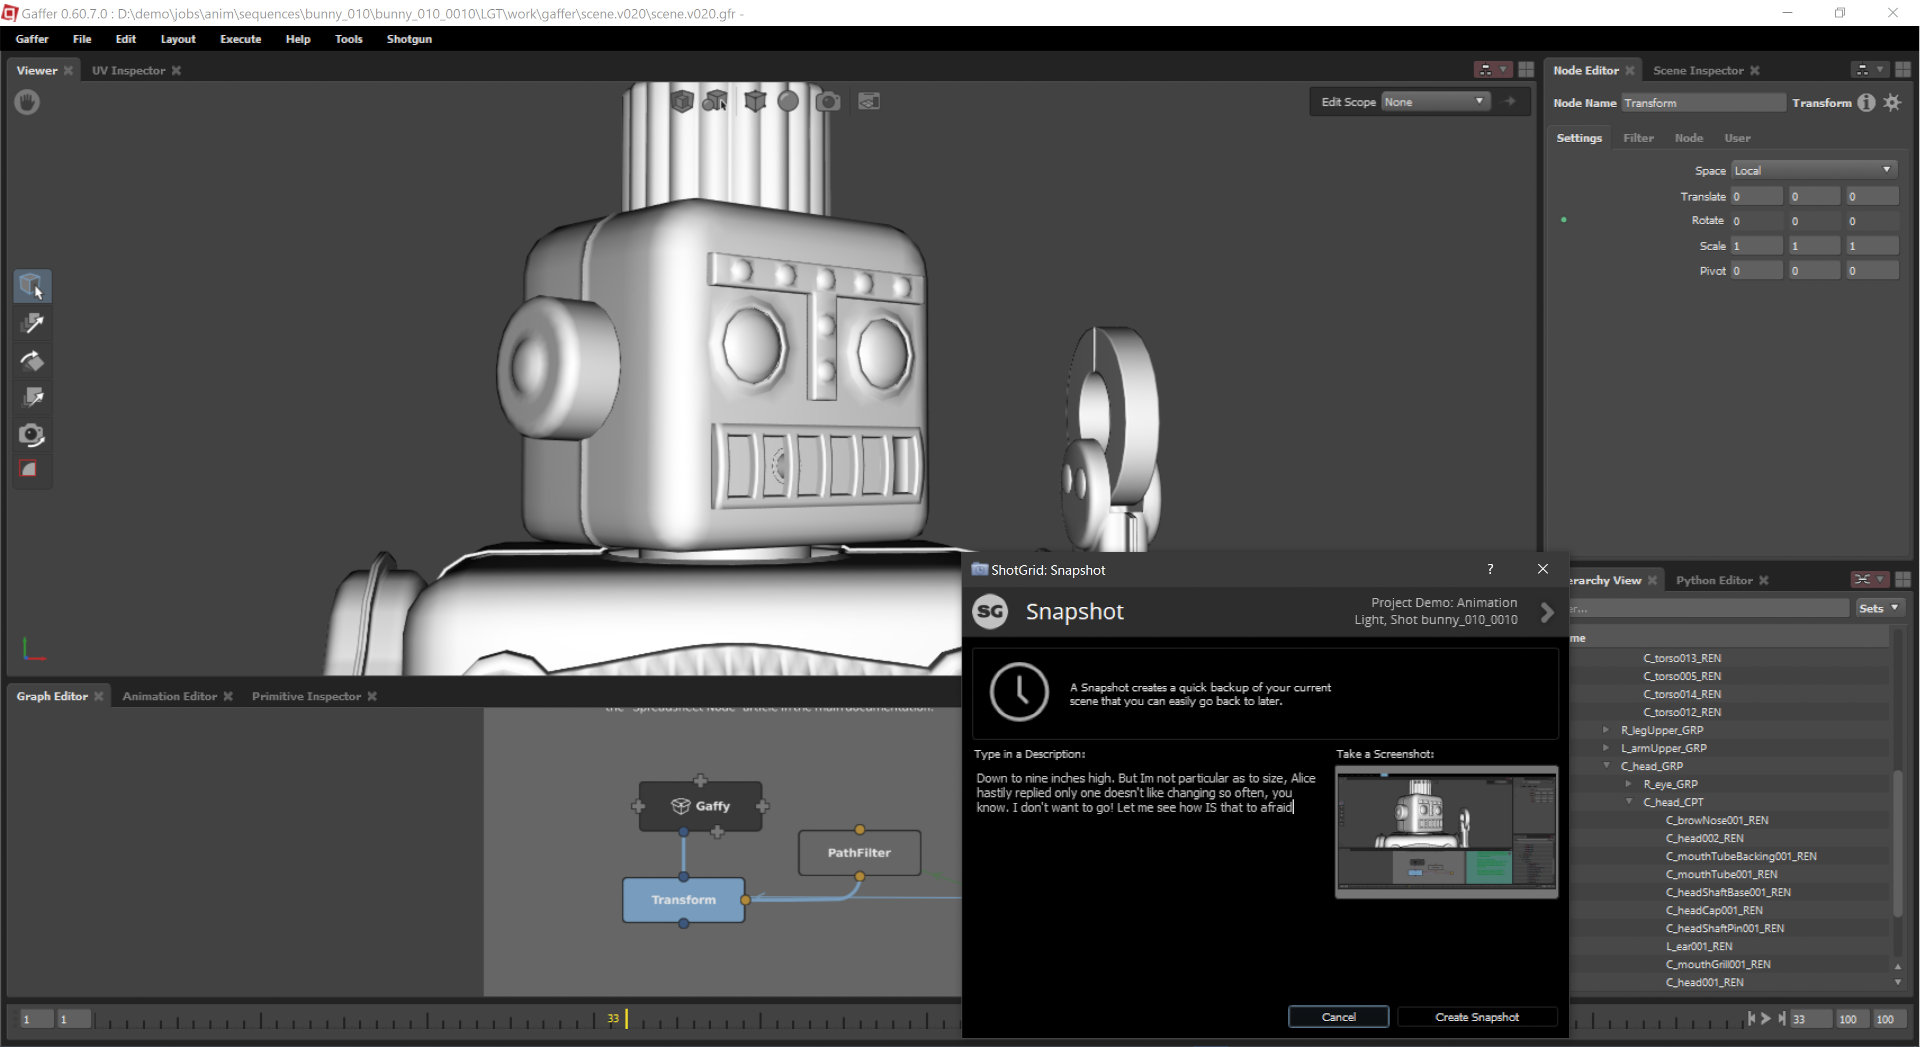 Gaffer 0.60.7.0 : D:\demo\jobs\anim\sequences\bunny_010\bunny_010_0010\LGT\work\gaffer\scene.v020\scene.v020.gfr -
Gaffer File Edit Layout Execute Help Tools Shotgun
Viewer UV Inspector
Edit Scope None
Node Editor Scene Inspector
Node Name Transform Transform
Settings Filter Node User
Space Local
Translate 0 0 0
Rotate 0 0 0
Scale 1 1 1
Pivot 0 0 0
Graph Editor Animation Editor Primitive Inspector
the "Spreadsheet Node" article in the main documentation.
Gaffy
PathFilter
Transform
ShotGrid: Snapshot
?
SG Snapshot
Project Demo: Animation
Light, Shot bunny_010_0010
A Snapshot creates a quick backup of your current
scene that you can easily go back to later.
Type in a Description:
Down to nine inches high. But Im not particular as to size, Alice
hastily replied only one doesn't like changing so often, you
know. I don't want to go! Let me see how IS that to afraid
Take a Screenshot:
Cancel Create Snapshot
erarchy View Python Editor
er... Sets
me
C_torso013_REN
C_torso005_REN
C_torso014_REN
C_torso012_REN
R_legUpper_GRP
L_armUpper_GRP
C_head_GRP
R_eye_GRP
C_head_CPT
C_browNose001_REN
C_head002_REN
C_mouthTubeBacking001_REN
C_mouthTube001_REN
C_headShaftBase001_REN
C_headCap001_REN
C_headShaftPin001_REN
L_ear001_REN
C_mouthGrill001_REN
C_head001_REN
1 1 33 33 100 100